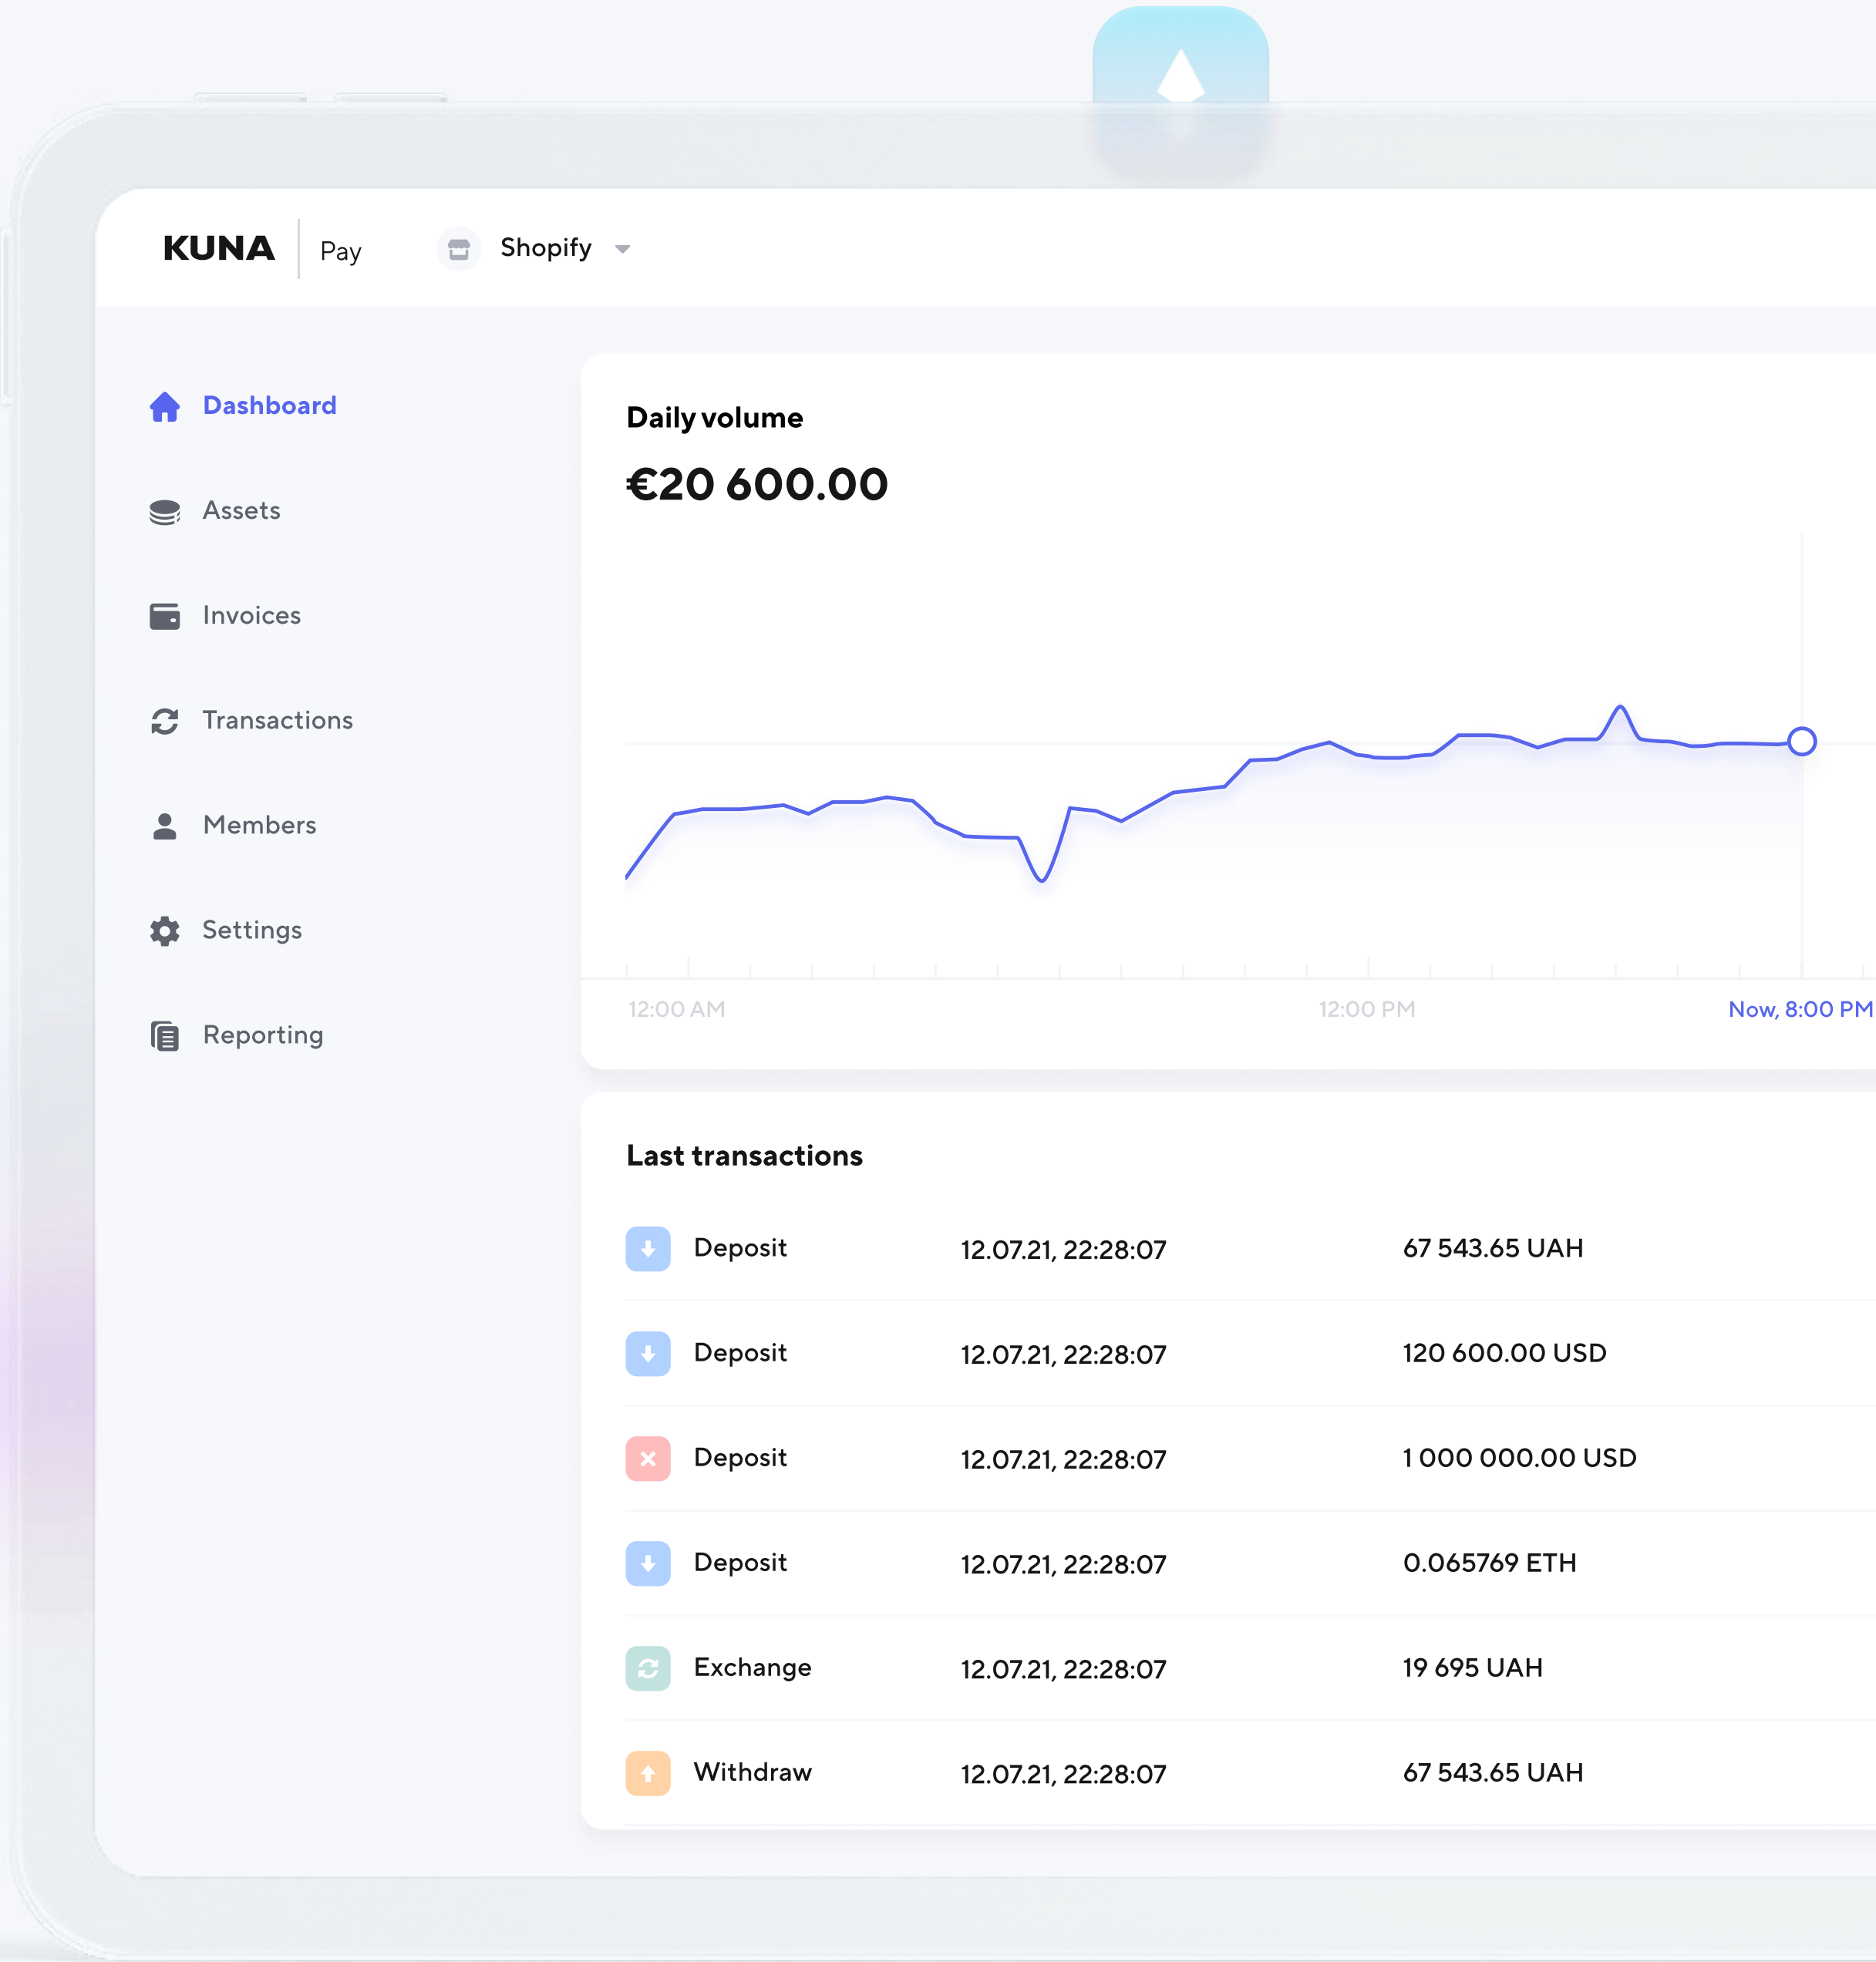 KUNA Pay Shopify
Dashboard
Assets
Invoices
Transactions
Members
Settings
Reporting
Daily volume
€20 600.00
12:00 AM 12:00 PM Now, 8:00 PM
Last transactions
Deposit 12.07.21, 22:28:07 67 543.65 UAH
Deposit 12.07.21, 22:28:07 120 600.00 USD
Deposit 12.07.21, 22:28:07 1 000 000.00 USD
Deposit 12.07.21, 22:28:07 0.065769 ETH
Exchange 12.07.21, 22:28:07 19 695 UAH
Withdraw 12.07.21, 22:28:07 67 543.65 UAH